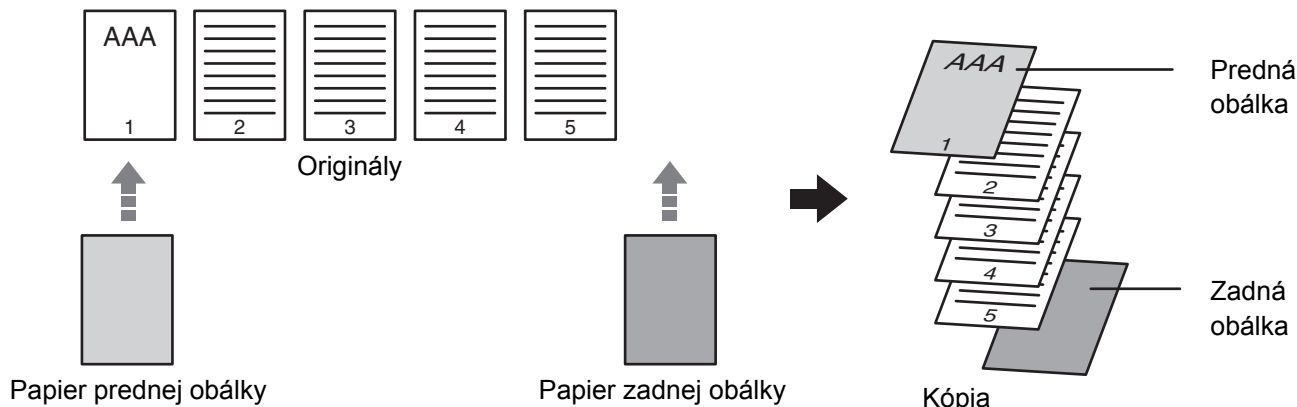 AAA
1
2
3
4
5
Originály
Papier prednej obálky
Papier zadnej obálky
AAA
1
2
3
4
5
Predná
obálka
Zadná
obálka
Kópia